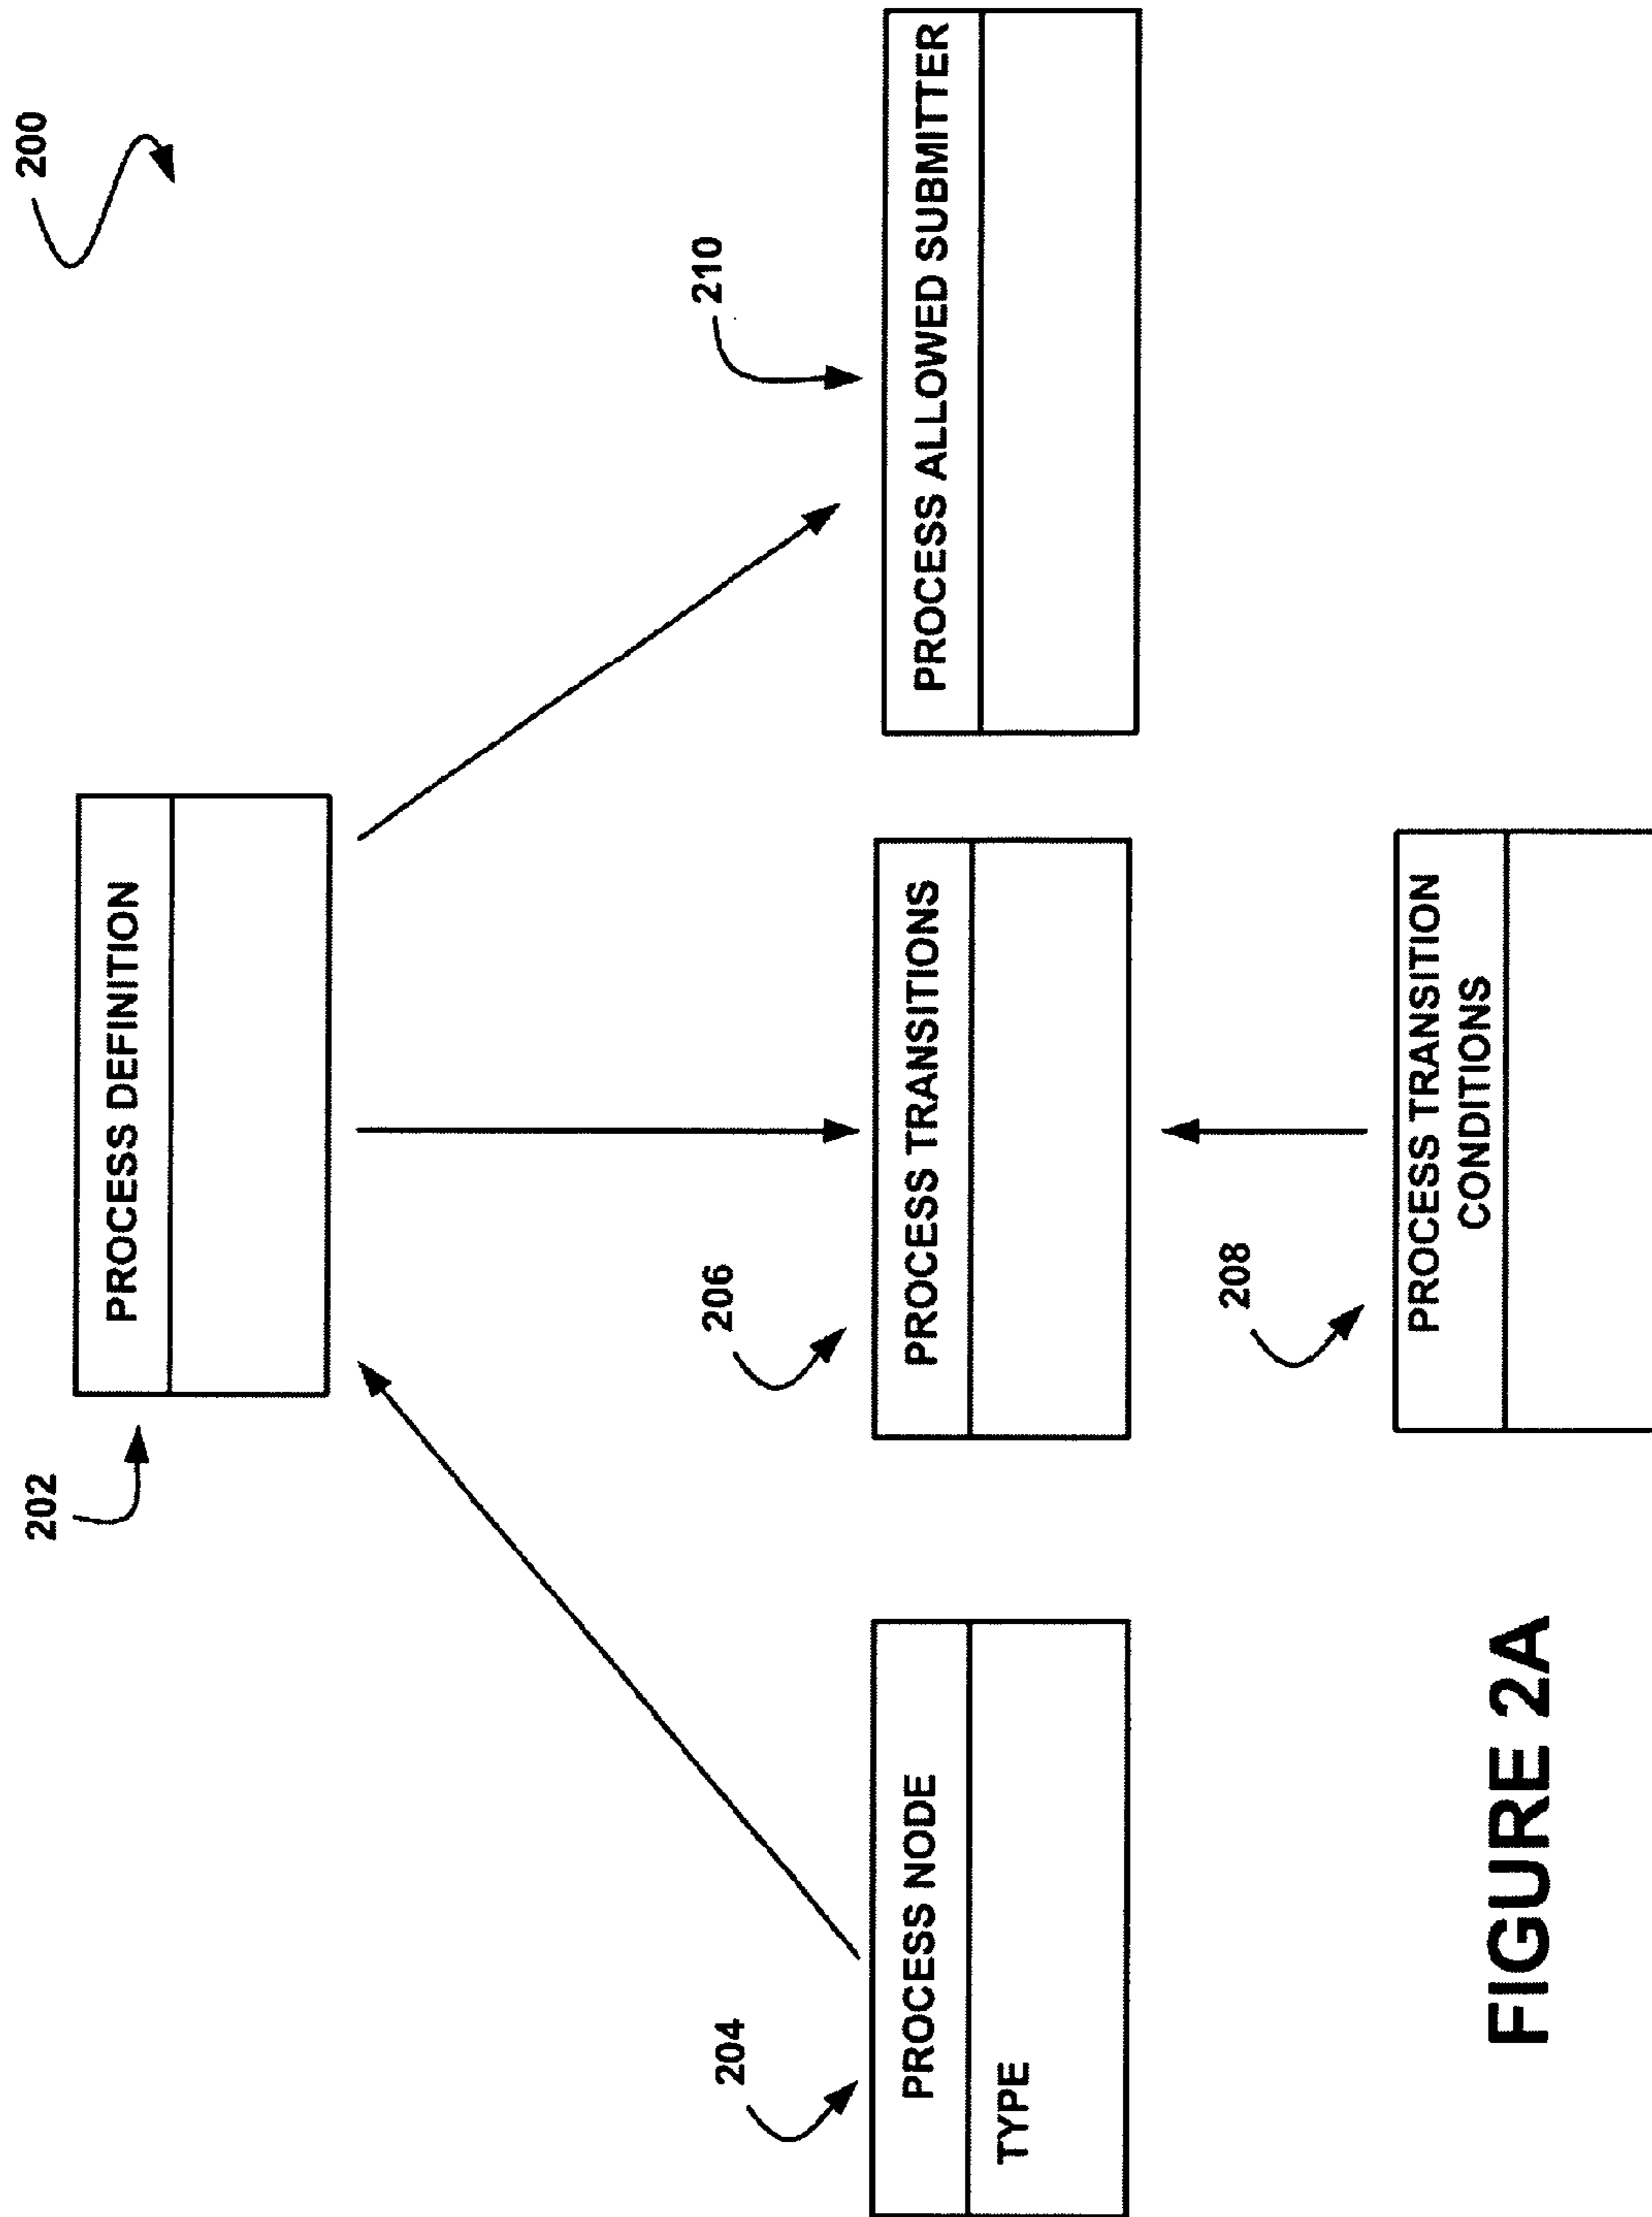 200
202
PROCESS DEFINITION
204
PROCESS NODE
TYPE
206
PROCESS TRANSITIONS
210
PROCESS ALLOWED SUBMITTER
208
PROCESS TRANSITION
CONDITIONS
FIGURE 2A